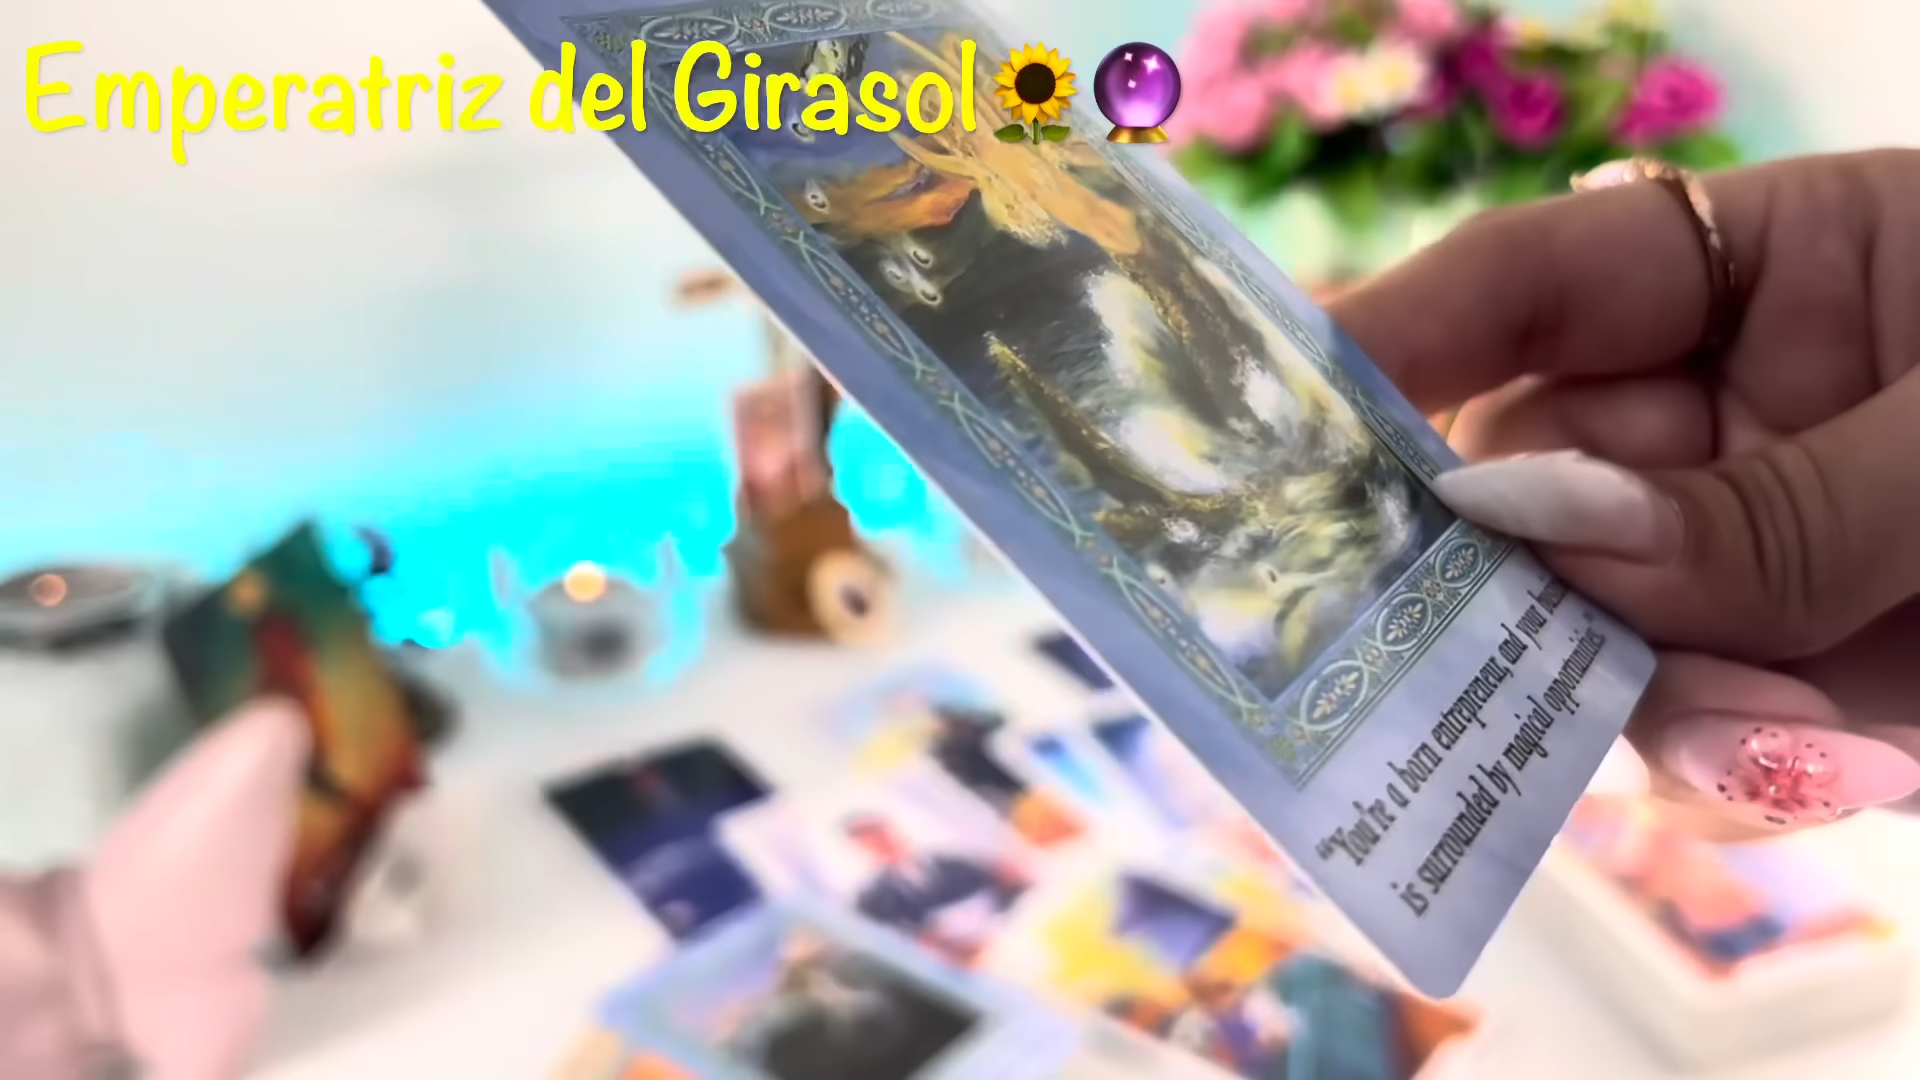 Emperatriz del Girasol🌻🔮
"You're a born entrepreneur, and your
is surrounded by magical opportunities."